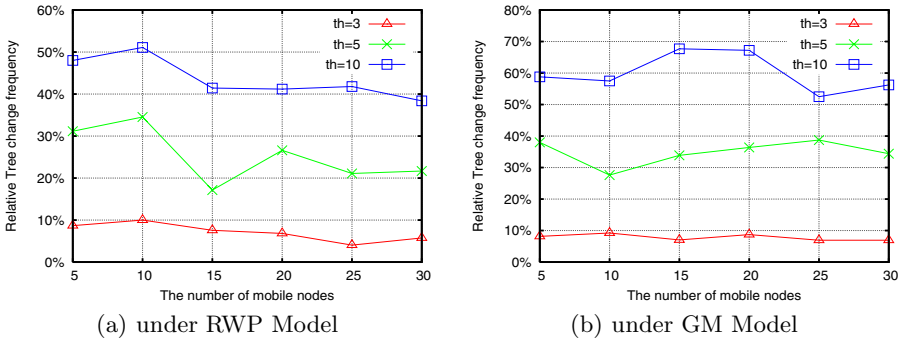 Relative Tree change frequency
60%
50%
40%
30%
20%
10%
0%
5 10 15 20 25 30
The number of mobile nodes
th=3
th=5
th=10
(a) under RWP Model
Relative Tree change frequency
80%
70%
60%
50%
40%
30%
20%
10%
0%
5 10 15 20 25 30
The number of mobile nodes
th=3
th=5
th=10
(b) under GM Model